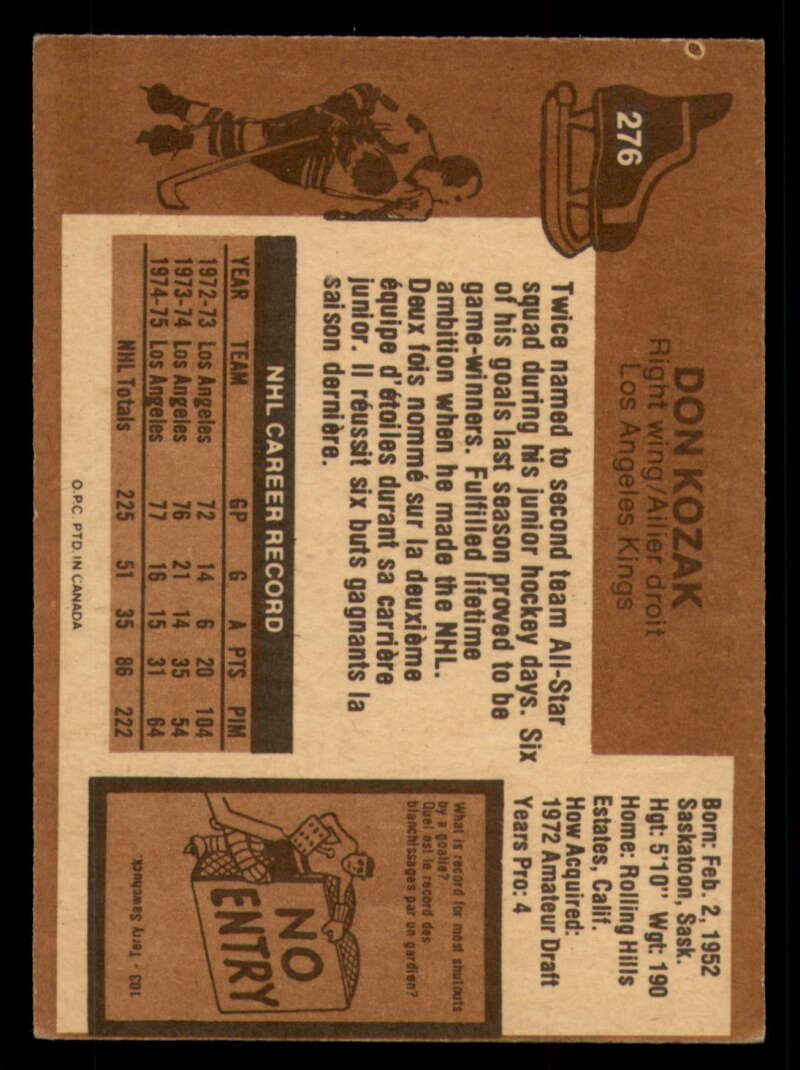 276
DON KOZAK
Right wing/Ailier droit
Los Angeles Kings
Born: Feb. 2, 1952
Saskatoon, Sask.
Hgt: 5'10" Wgt: 190
Home: Rolling Hills
Estates, Calif.
How Acquired:
1972 Amateur Draft
Years Pro: 4
Twice named to second team All-Star
squad during his junior hockey days. Six
of his goals last season proved to be
game-winners. Fulfilled lifetime
ambition when he made the NHL.
Deux fois nommé sur la deuxième
équipe d'étoiles durant sa carrière
junior. Il réussit six buts gagnants la
saison dernière.
NHL CAREER RECORD
YEAR TEAM GP G A PTS PIM
1972-73 Los Angeles 72 14 6 20 104
1973-74 Los Angeles 76 21 14 35 54
1974-75 Los Angeles 77 16 15 31 64
NHL Totals 225 51 35 86 222
O.P.C. PTD. IN CANADA
What is record for most shutouts
by a goalie?
Quel est le record des
blanchissages par un gardien?
NO
ENTRY
103 - Terry Sawchuck